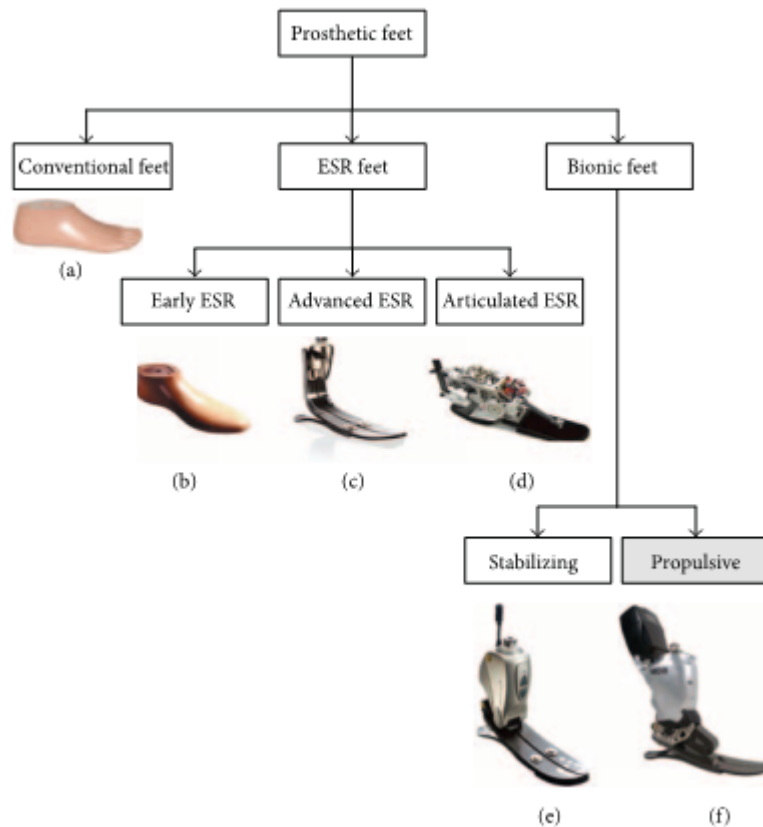 Prosthetic feet
Conventional feet
ESR feet
Bionic feet
(a)
Early ESR
Advanced ESR
Articulated ESR
(b)
(c)
(d)
Stabilizing
Propulsive
(e)
(f)